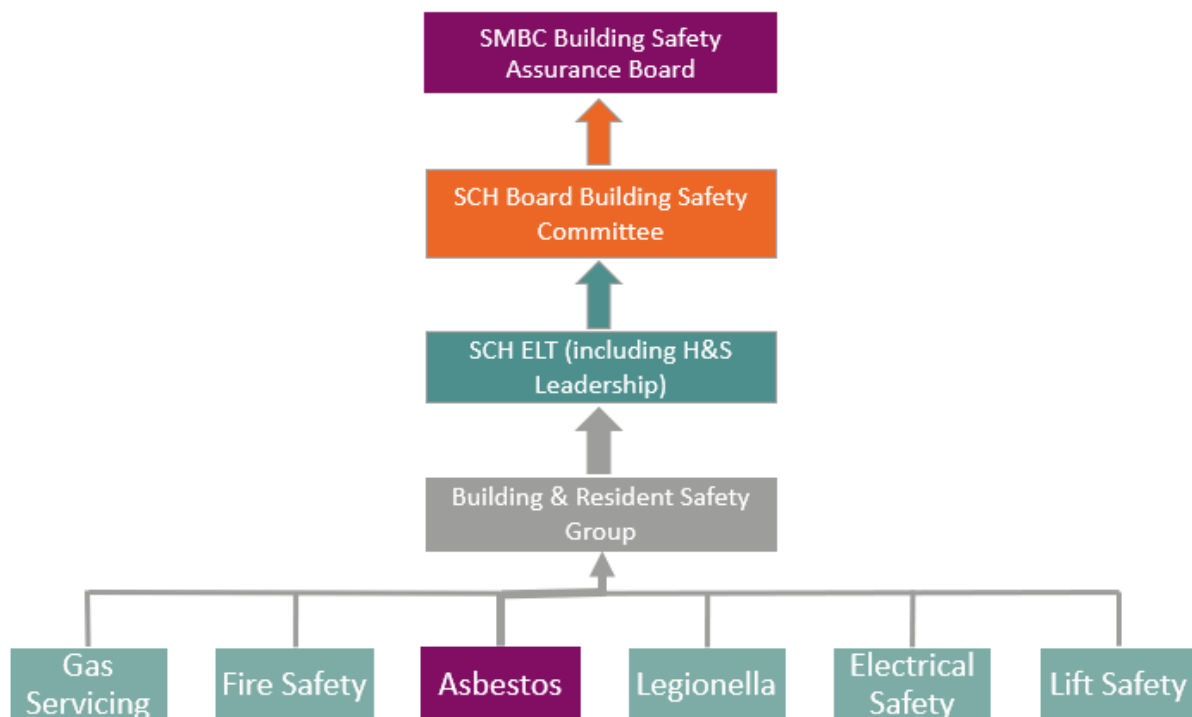 SMBC Building Safety
Assurance Board
SCH Board Building Safety
Committee
SCH ELT (including H&S
Leadership)
Building & Resident Safety
Group
Gas
Servicing
Fire Safety
Asbestos
Legionella
Electrical
Safety
Lift Safety